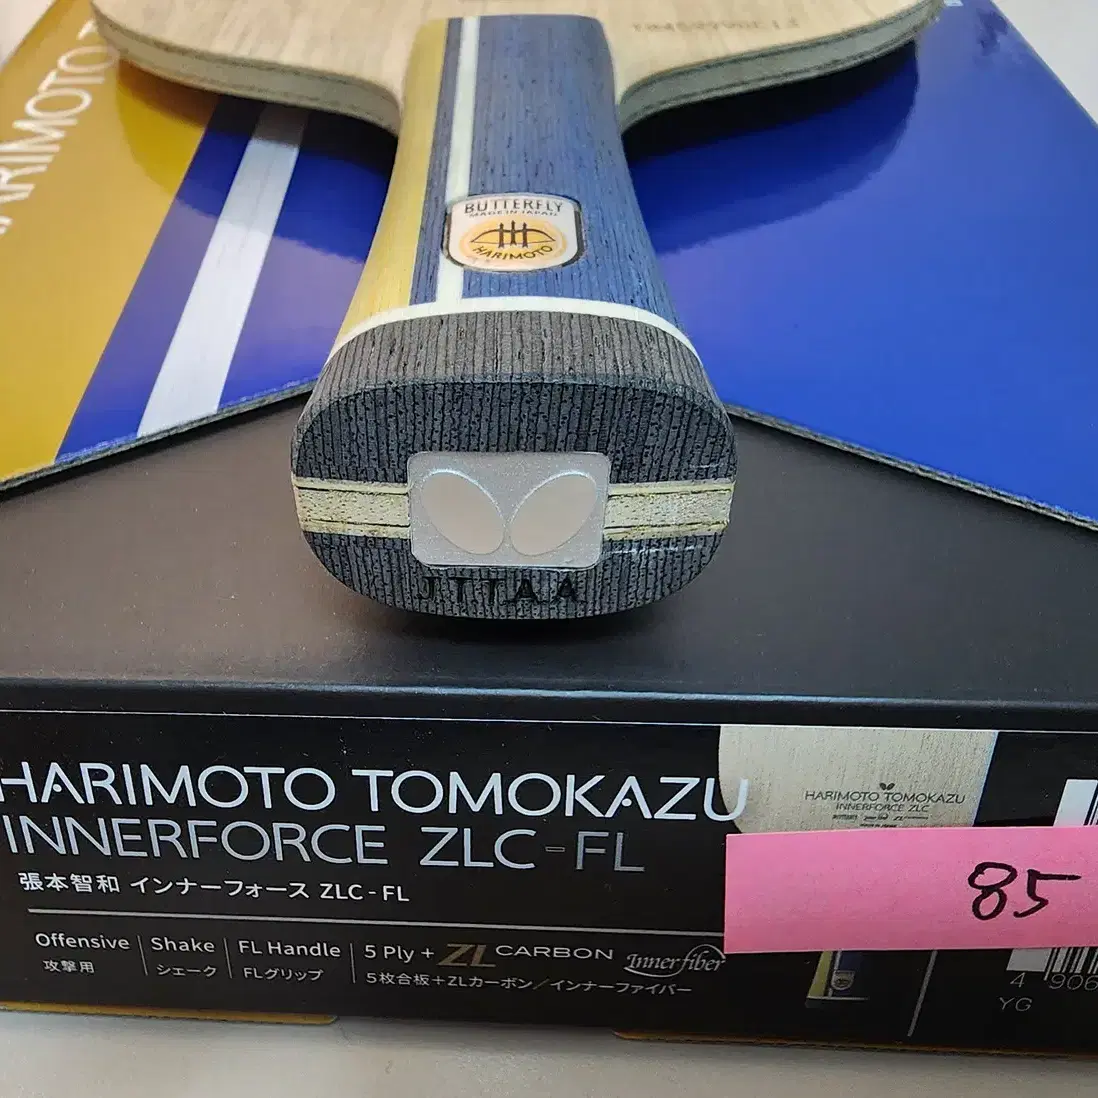 ARIMOTO T
BUTTERFLY
MADE IN JAPAN
HARIMOTO
JTTAA
HARIMOTO TOMOKAZU
INNERFORCE ZLC-FL
張本智和 インナーフォース ZLC-FL
Offensive
攻撃用
Shake
シェーク
FL Handle
FLグリップ
5 Ply + ZL CARBON Innerfiber
5枚合板+ZLカーボン/インナーファイバー
HARIMOTO TOMOKAZU
INNERFORCE ZLC
85
4 906
YG